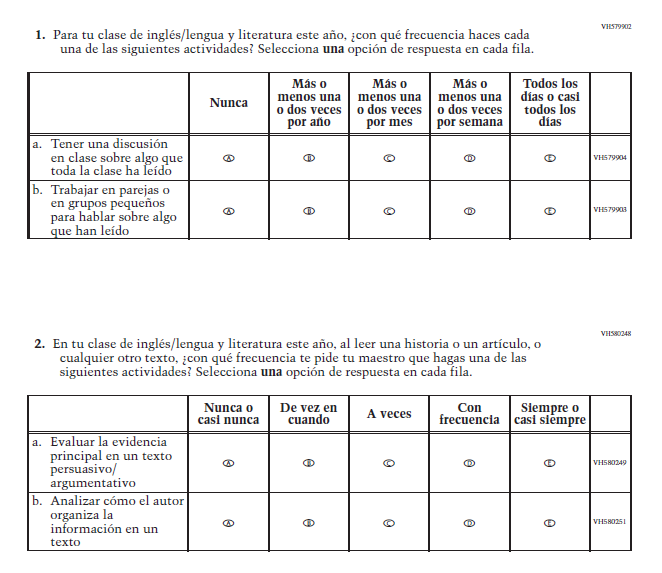 VH579902
1. Para tu clase de inglés/lengua y literatura este año, ¿con qué frecuencia haces cada
una de las siguientes actividades? Selecciona una opción de respuesta en cada fila.
Nunca
Más o
menos una
o dos veces
por año
Más o
menos una
o dos veces
por mes
Más o
menos una
o dos veces
por semana
Todos los
días o casi
todos los
días
a. Tener una discusión
en clase sobre algo que
toda la clase ha leído
A B C D E VH579904
b. Trabajar en parejas o
en grupos pequeños
para hablar sobre algo
que han leído
A B C D E VH579903
VH580248
2. En tu clase de inglés/lengua y literatura este año, al leer una historia o un artículo, o
cualquier otro texto, ¿con qué frecuencia te pide tu maestro que hagas una de las
siguientes actividades? Selecciona una opción de respuesta en cada fila.
Nunca o
casi nunca
De vez en
cuando
A veces
Con
frecuencia
Siempre o
casi siempre
a. Evaluar la evidencia
principal en un texto
persuasivo/
argumentativo
A B C D E VH580249
b. Analizar cómo el autor
organiza la
información en un
texto
A B C D E VH580251